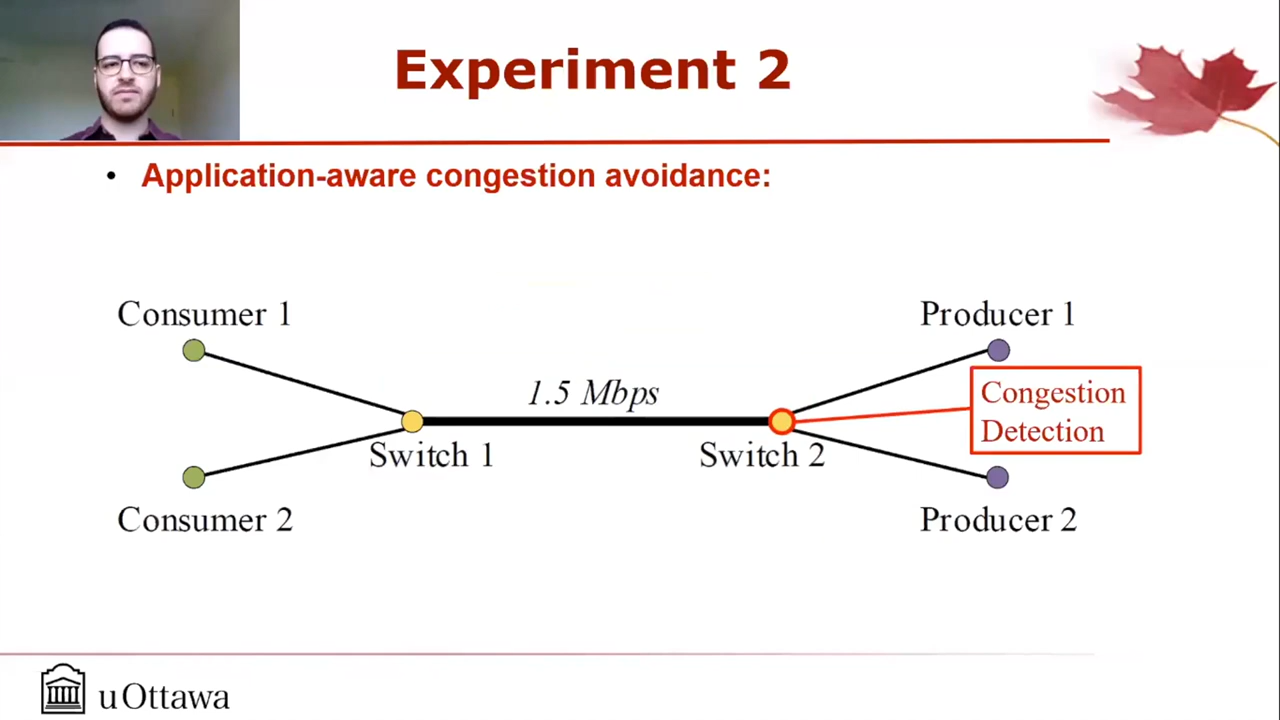 Experiment 2
• Application-aware congestion avoidance:
Consumer 1
Producer 1
1.5 Mbps
Congestion
Detection
Switch 1
Switch 2
Consumer 2
Producer 2
uOttawa